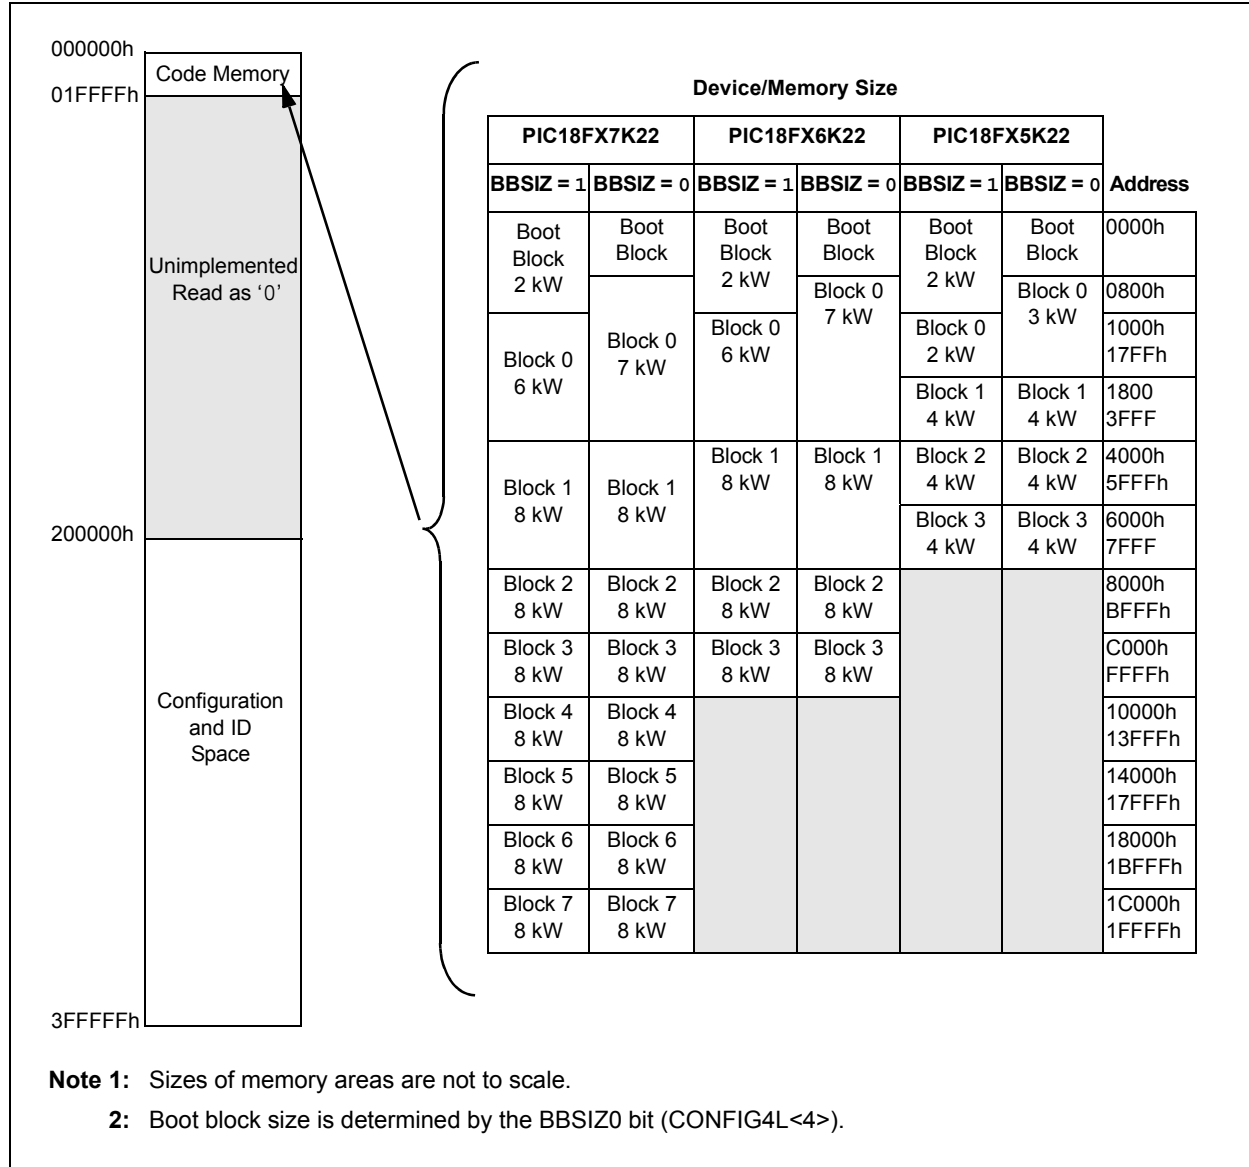 000000h
Code Memory
01FFFFh
Unimplemented
Read as ‘0’
200000h
Configuration
and ID
Space
3FFFFFh
Device/Memory Size
PIC18FX7K22 PIC18FX6K22 PIC18FX5K22
BBSIZ = 1 BBSIZ = 0 BBSIZ = 1 BBSIZ = 0 BBSIZ = 1 BBSIZ = 0 Address
Boot Boot Boot Boot Boot Boot 0000h
Block Block Block Block Block Block
2 kW 2 kW Block 0 2 kW Block 0 0800h
7 kW 3 kW
Block 0 Block 0 Block 0 Block 0 1000h
6 kW 7 kW 6 kW 2 kW 17FFh
Block 1 Block 1 1800
4 kW 4 kW 3FFF
Block 1 Block 1 Block 1 Block 1 Block 2 Block 2 4000h
8 kW 8 kW 8 kW 8 kW 4 kW 4 kW 5FFFh
Block 3 Block 3 6000h
4 kW 4 kW 7FFF
Block 2 Block 2 Block 2 Block 2 8000h
8 kW 8 kW 8 kW 8 kW BFFFh
Block 3 Block 3 Block 3 Block 3 C000h
8 kW 8 kW 8 kW 8 kW FFFFh
Block 4 Block 4 10000h
8 kW 8 kW 13FFFh
Block 5 Block 5 14000h
8 kW 8 kW 17FFFh
Block 6 Block 6 18000h
8 kW 8 kW 1BFFFh
Block 7 Block 7 1C000h
8 kW 8 kW 1FFFFh
Note 1: Sizes of memory areas are not to scale.
2: Boot block size is determined by the BBSIZ0 bit (CONFIG4L<4>).